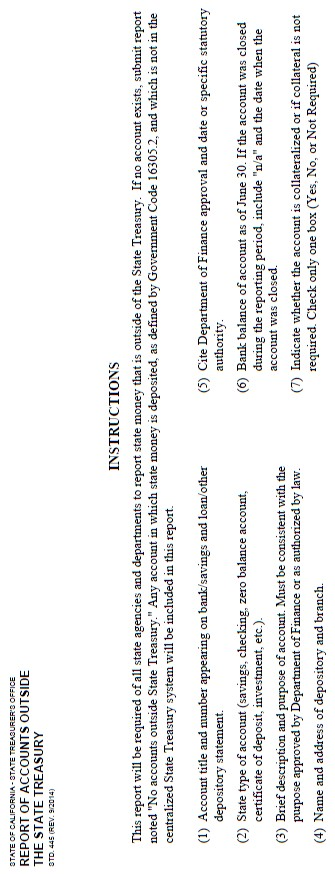 STATE OF CALIFORNIA - STATE TREASURER'S OFFICE
REPORT OF ACCOUNTS OUTSIDE
THE STATE TREASURY
STD. 445 (REV. 9/2014)
INSTRUCTIONS
This report will be required of all state agencies and departments to report state money that is outside of the State Treasury. If no account exists, submit report
noted "No accounts outside State Treasury." Any account in which state money is deposited, as defined by Government Code 16305.2, and which is not in the
centralized State Treasury system will be included in this report.
(1) Account title and number appearing on bank/savings and loan/other
depository statement.
(2) State type of account (savings, checking, zero balance account,
certificate of deposit, investment, etc.).
(3) Brief description and purpose of account. Must be consistent with the
purpose approved by Department of Finance or as authorized by law.
(4) Name and address of depository and branch.
(5) Cite Department of Finance approval and date or specific statutory
authority.
(6) Bank balance of account as of June 30. If the account was closed
during the reporting period, include "n/a" and the date when the
account was closed.
(7) Indicate whether the account is collateralized or if collateral is not
required. Check only one box (Yes, No, or Not Required)